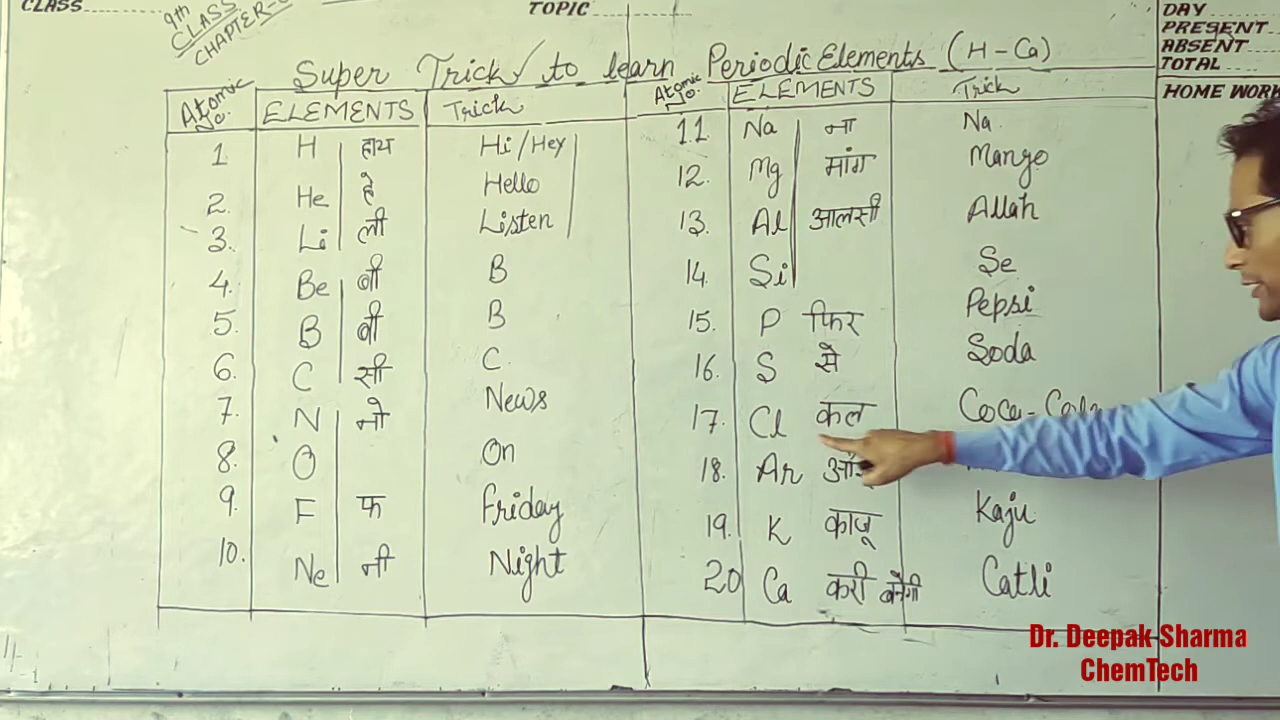 CLASS
9th
CLASS
CHAPTER-
TOPIC
DAY
PRESENT
ABSENT
TOTAL
HOME WORK
Super Trick to learn Periodic Elements (H-Ca)
Atomic No. ELEMENTS Trick Atomic No. ELEMENTS Trick
1. H हाय Hi/Hey 11 Na ना Na
2. He हे Hello 12. Mg मांग Mango
3. Li ली Listen 13. Al आलसी Allah
4. Be बी B 14. Si Se
5. B बी B 15. P फिर Pepsi
6. C सी C. 16. S से Soda
7. N नो News 17. Cl कल Coca-Cola
8. O On 18. Ar
9. F फ Friday 19. K काजू Kaju
10. Ne नी Night 20 Ca करी बनेगी Catli
Dr. Deepak Sharma
ChemTech